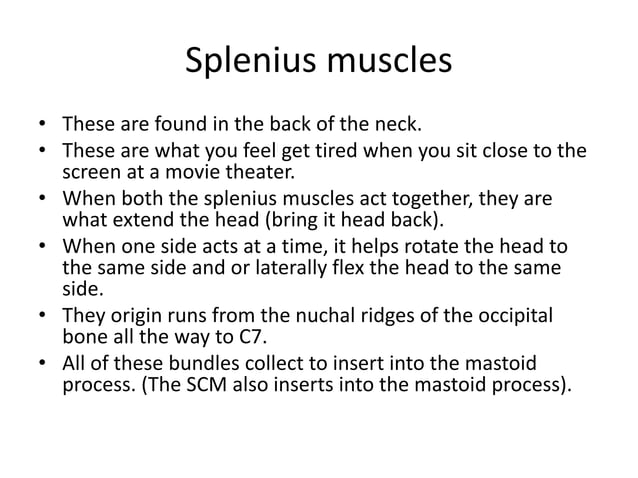 Splenius muscles
• These are found in the back of the neck.
• These are what you feel get tired when you sit close to the
screen at a movie theater.
• When both the splenius muscles act together, they are
what extend the head (bring it head back).
• When one side acts at a time, it helps rotate the head to
the same side and or laterally flex the head to the same
side.
• They origin runs from the nuchal ridges of the occipital
bone all the way to C7.
• All of these bundles collect to insert into the mastoid
process. (The SCM also inserts into the mastoid process).